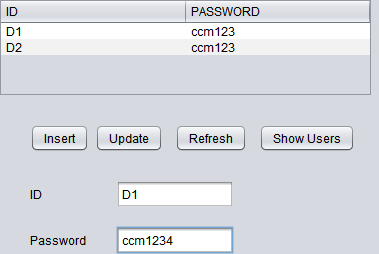 ID PASSWORD
D1 ccm123
D2 ccm123
Insert Update Refresh Show Users
ID D1
Password ccm1234